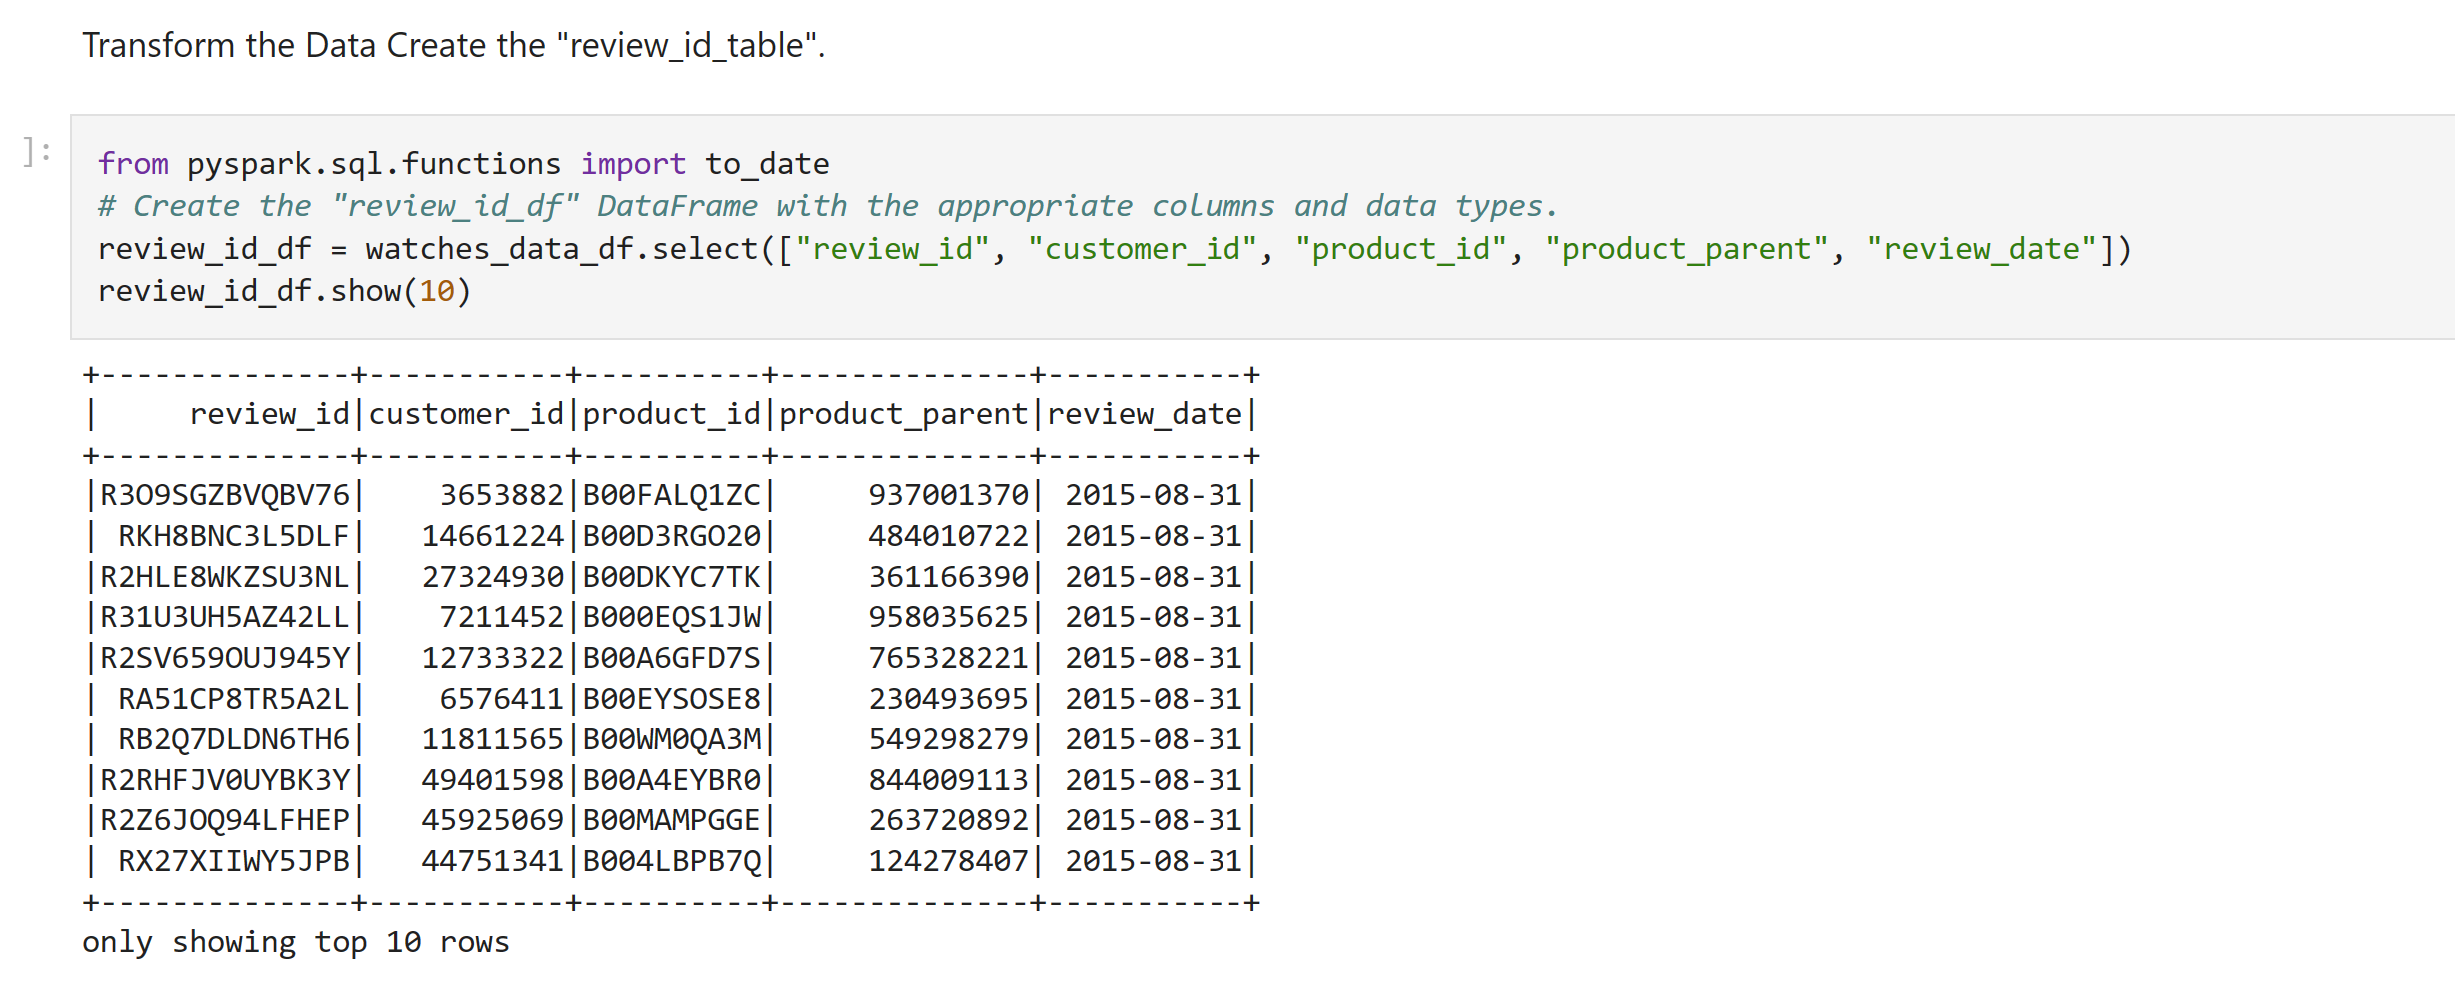 Transform the Data Create the "review_id_table".
]:
from pyspark.sql.functions import to_date
# Create the "review_id_df" DataFrame with the appropriate columns and data types.
review_id_df = watches_data_df.select(["review_id", "customer_id", "product_id", "product_parent", "review_date"])
review_id_df.show(10)
+--------------+-----------+----------+--------------+-----------+
|     review_id|customer_id|product_id|product_parent|review_date|
+--------------+-----------+----------+--------------+-----------+
|R3O9SGZBVQBV76|    3653882|B00FALQ1ZC|     937001370| 2015-08-31|
| RKH8BNC3L5DLF|   14661224|B00D3RGO20|     484010722| 2015-08-31|
|R2HLE8WKZSU3NL|   27324930|B00DKYC7TK|     361166390| 2015-08-31|
|R31U3UH5AZ42LL|    7211452|B000EQS1JW|     958035625| 2015-08-31|
|R2SV659OUJ945Y|   12733322|B00A6GFD7S|     765328221| 2015-08-31|
| RA51CP8TR5A2L|    6576411|B00EYSOSE8|     230493695| 2015-08-31|
| RB2Q7DLDN6TH6|   11811565|B00WM0QA3M|     549298279| 2015-08-31|
|R2RHFJV0UYBK3Y|   49401598|B00A4EYBR0|     844009113| 2015-08-31|
|R2Z6JOQ94LFHEP|   45925069|B00MAMPGGE|     263720892| 2015-08-31|
| RX27XIIWY5JPB|   44751341|B004LBPB7Q|     124278407| 2015-08-31|
+--------------+-----------+----------+--------------+-----------+
only showing top 10 rows